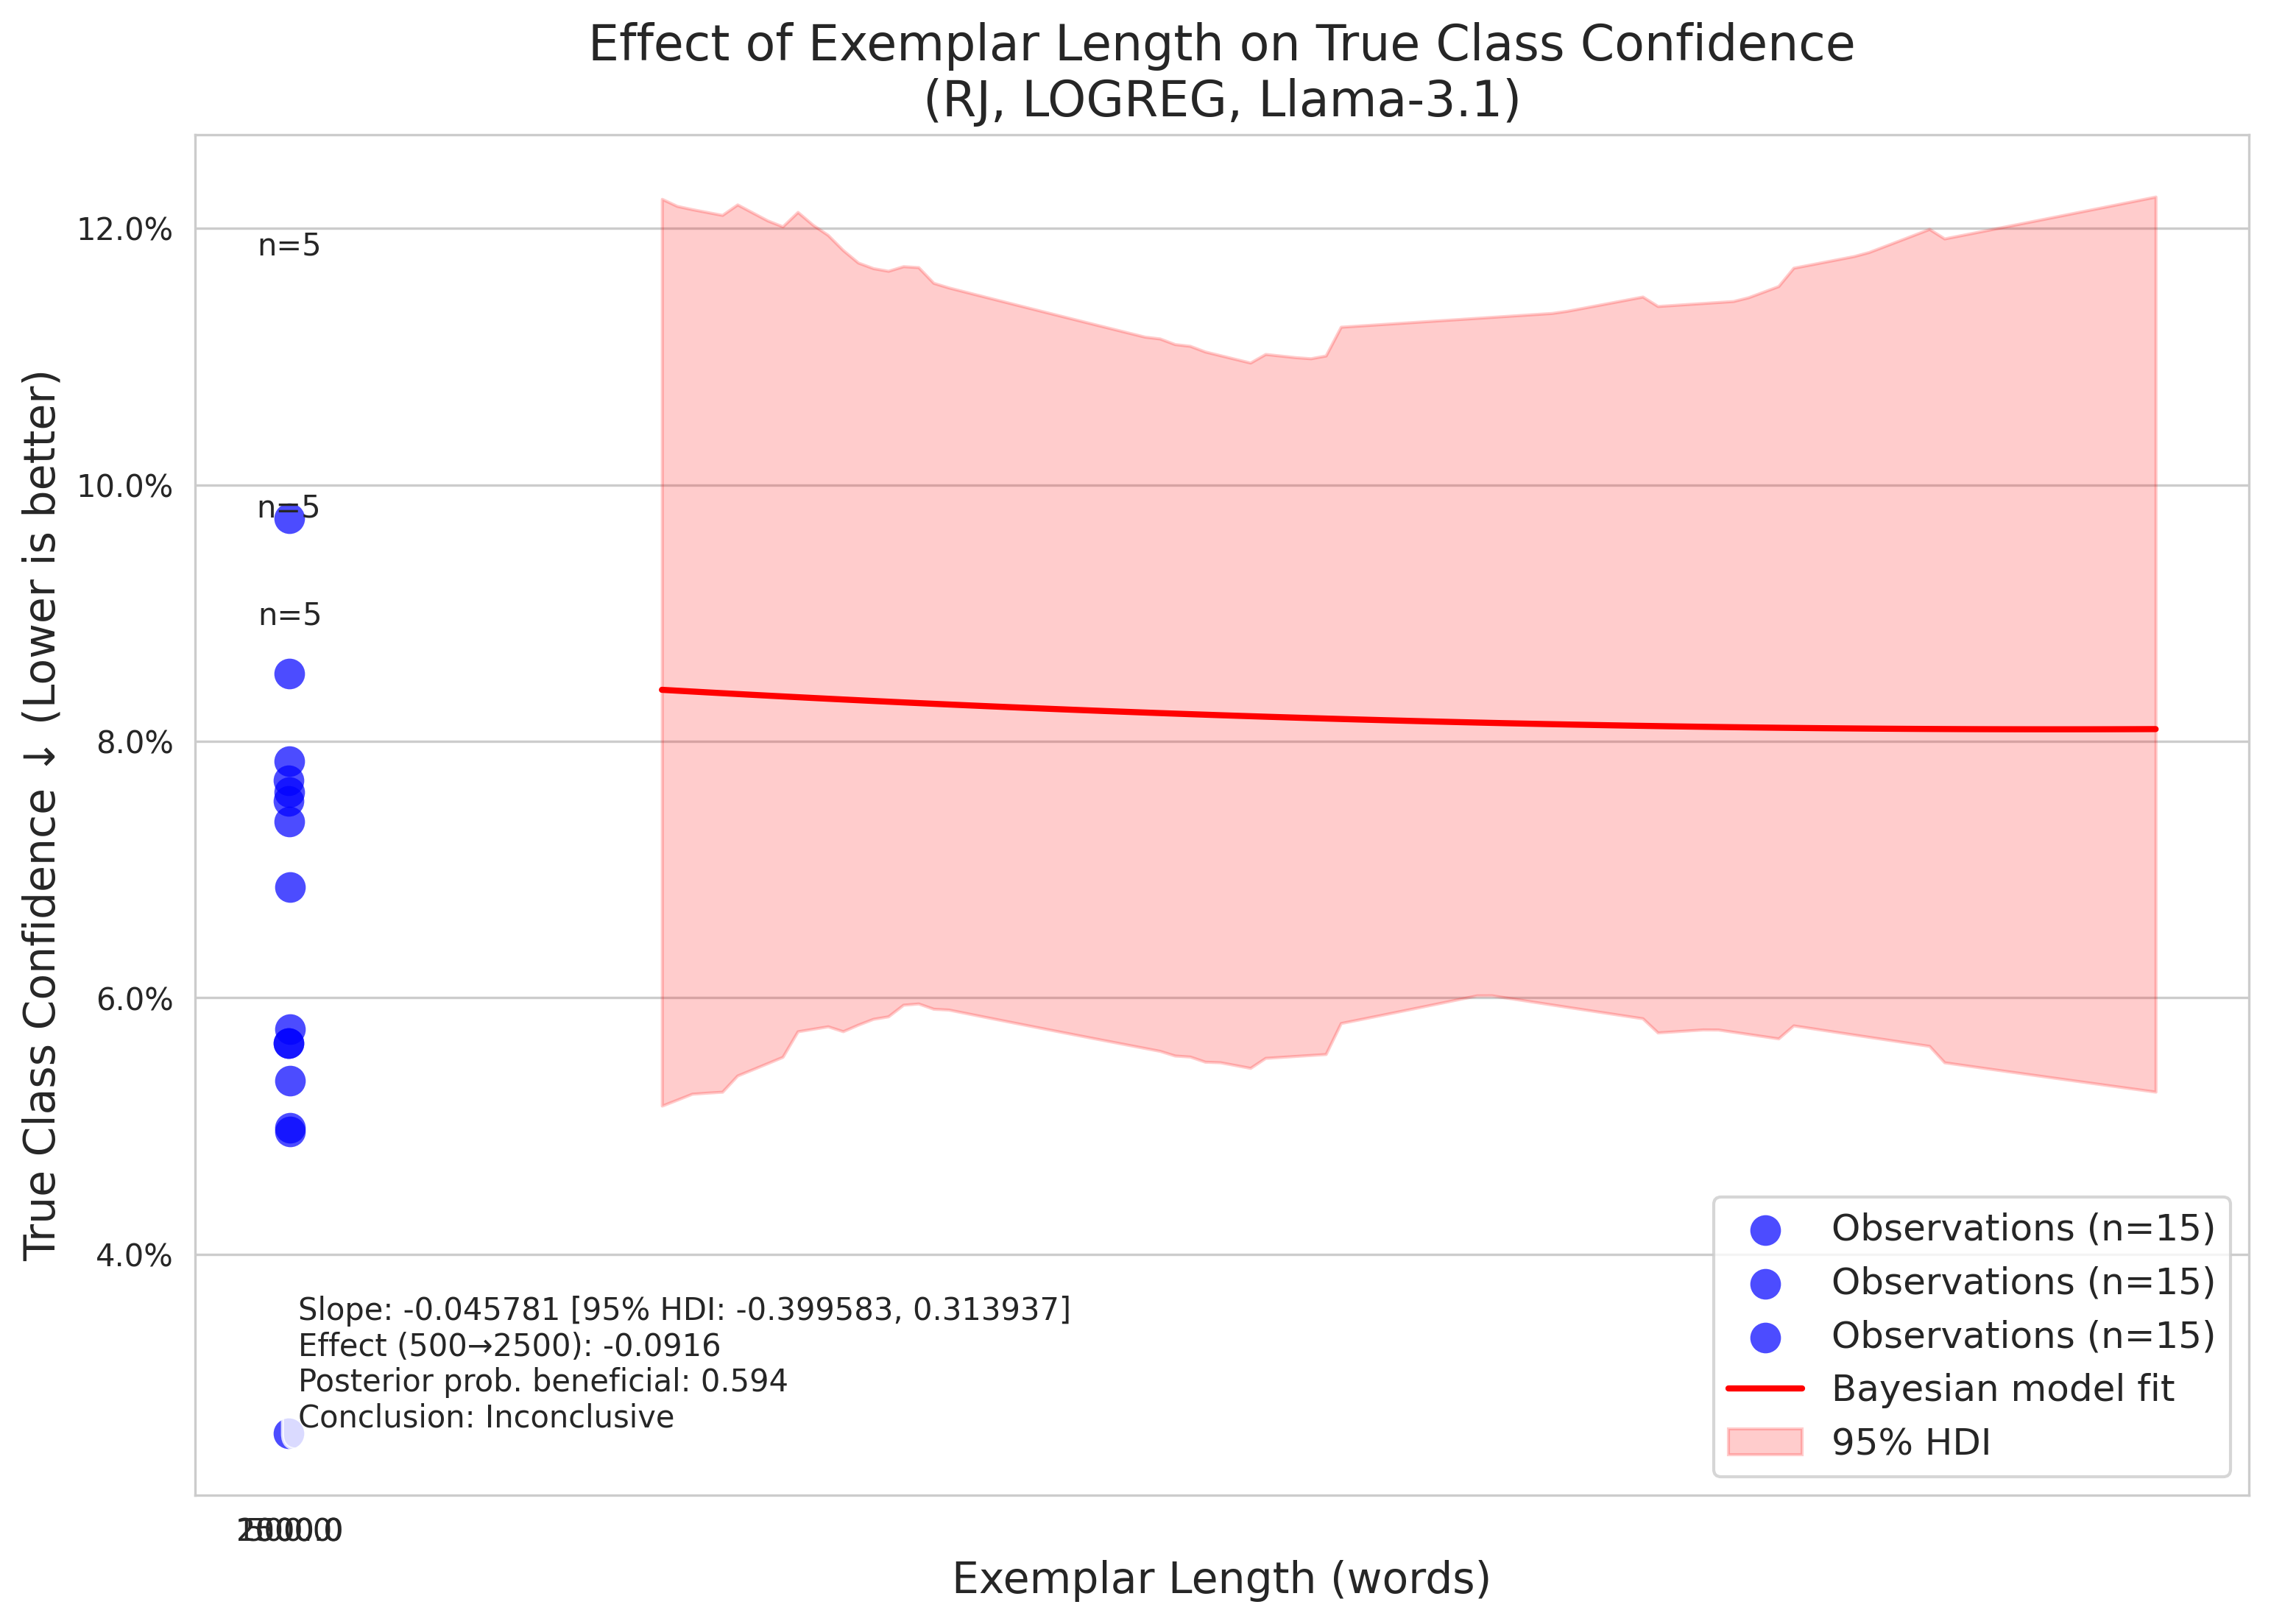 Effect of Exemplar Length on True Class Confidence
(RJ, LOGREG, Llama-3.1)
True Class Confidence ↓ (Lower is better)
12.0%
10.0%
8.0%
6.0%
4.0%
n=5
n=5
n=5
Slope: -0.045781 [95% HDI: -0.399583, 0.313937]
Effect (500→2500): -0.0916
Posterior prob. beneficial: 0.594
Conclusion: Inconclusive
Observations (n=15)
Observations (n=15)
Observations (n=15)
Bayesian model fit
95% HDI
Exemplar Length (words)